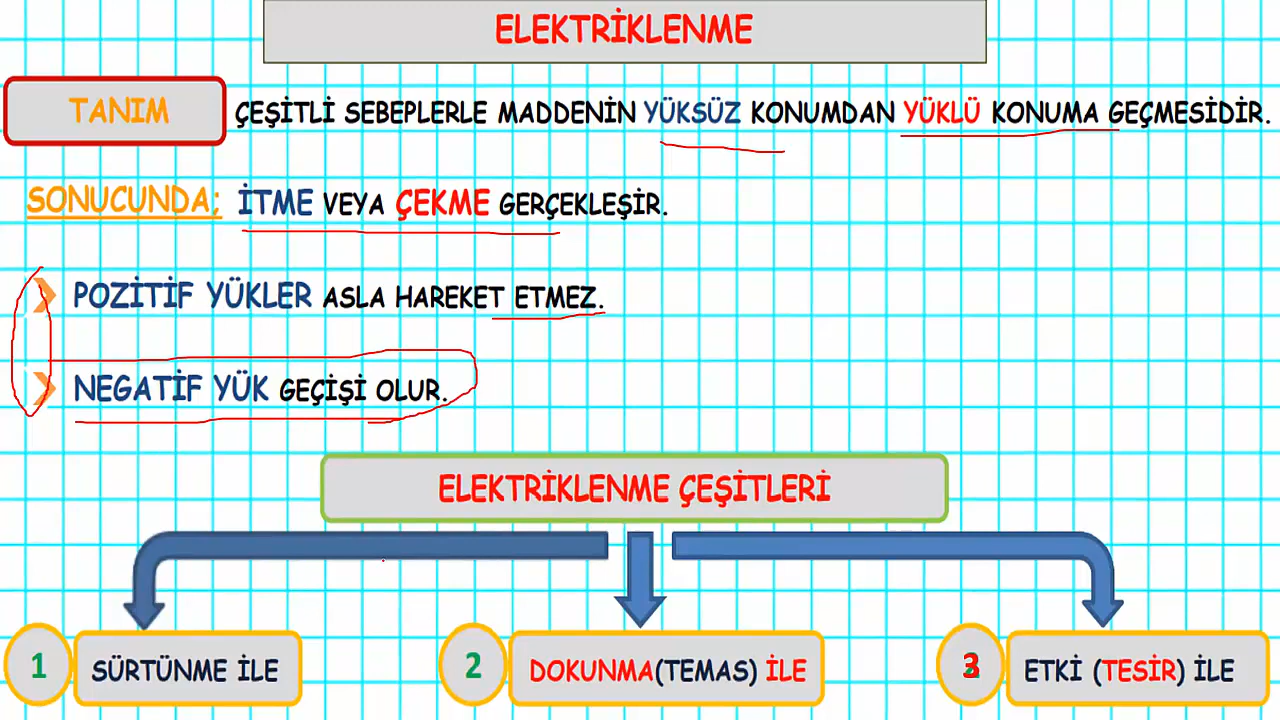 ELEKTRİKLENME
TANIM
ÇEŞİTLİ SEBEPLERLE MADDENİN YÜKSÜZ KONUMDAN YÜKLÜ KONUMA GEÇMESİDİR.
SONUCUNDA; İTME VEYA ÇEKME GERÇEKLEŞİR.
POZİTİF YÜKLER ASLA HAREKET ETMEZ.
NEGATİF YÜK GEÇİŞİ OLUR.
ELEKTRİKLENME ÇEŞİTLERİ
1 SÜRTÜNME İLE
2 DOKUNMA(TEMAS) İLE
3 ETKİ (TESİR) İLE